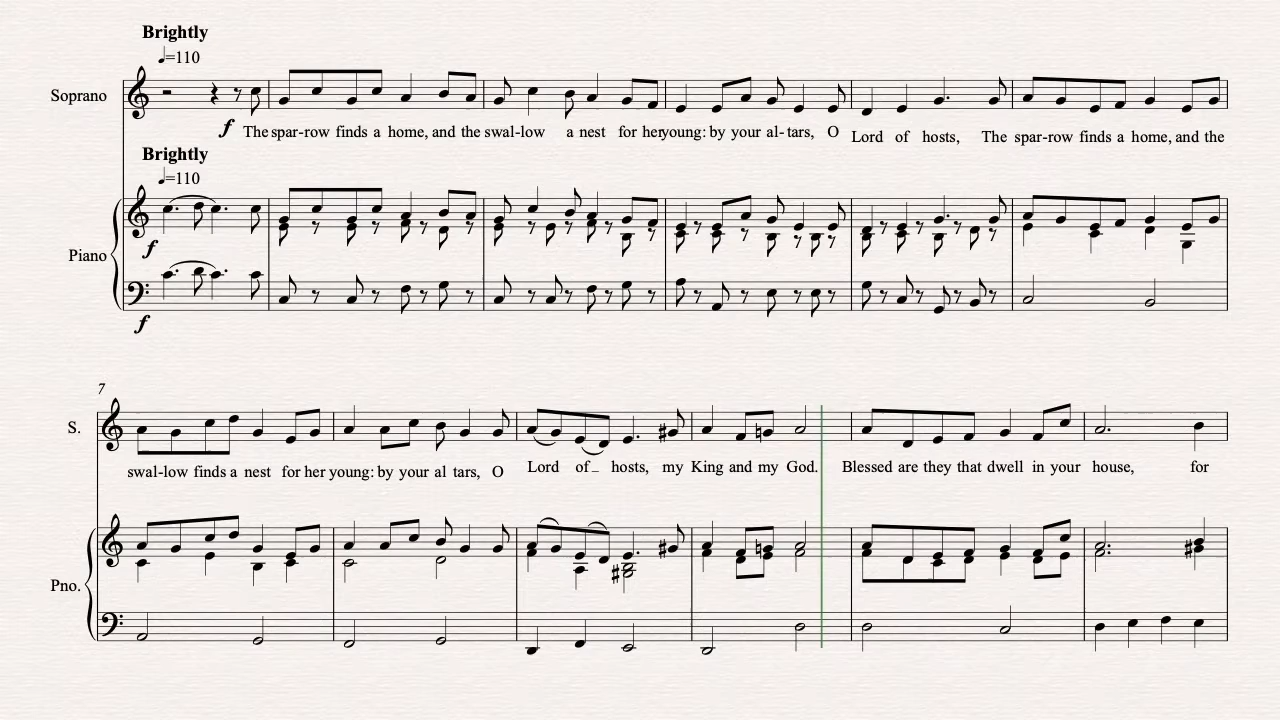 Brightly
♩=110
Soprano
f The spar-row finds a home, and the swal-low a nest for her young: by your al-tars, O Lord of hosts, The spar-row finds a home, and the
Brightly
♩=110
f
Piano
f
7
S.
swal-low finds a nest for her young: by your al tars, O Lord of_ hosts, my King and my God. Blessed are they that dwell in your house, for
Pno.